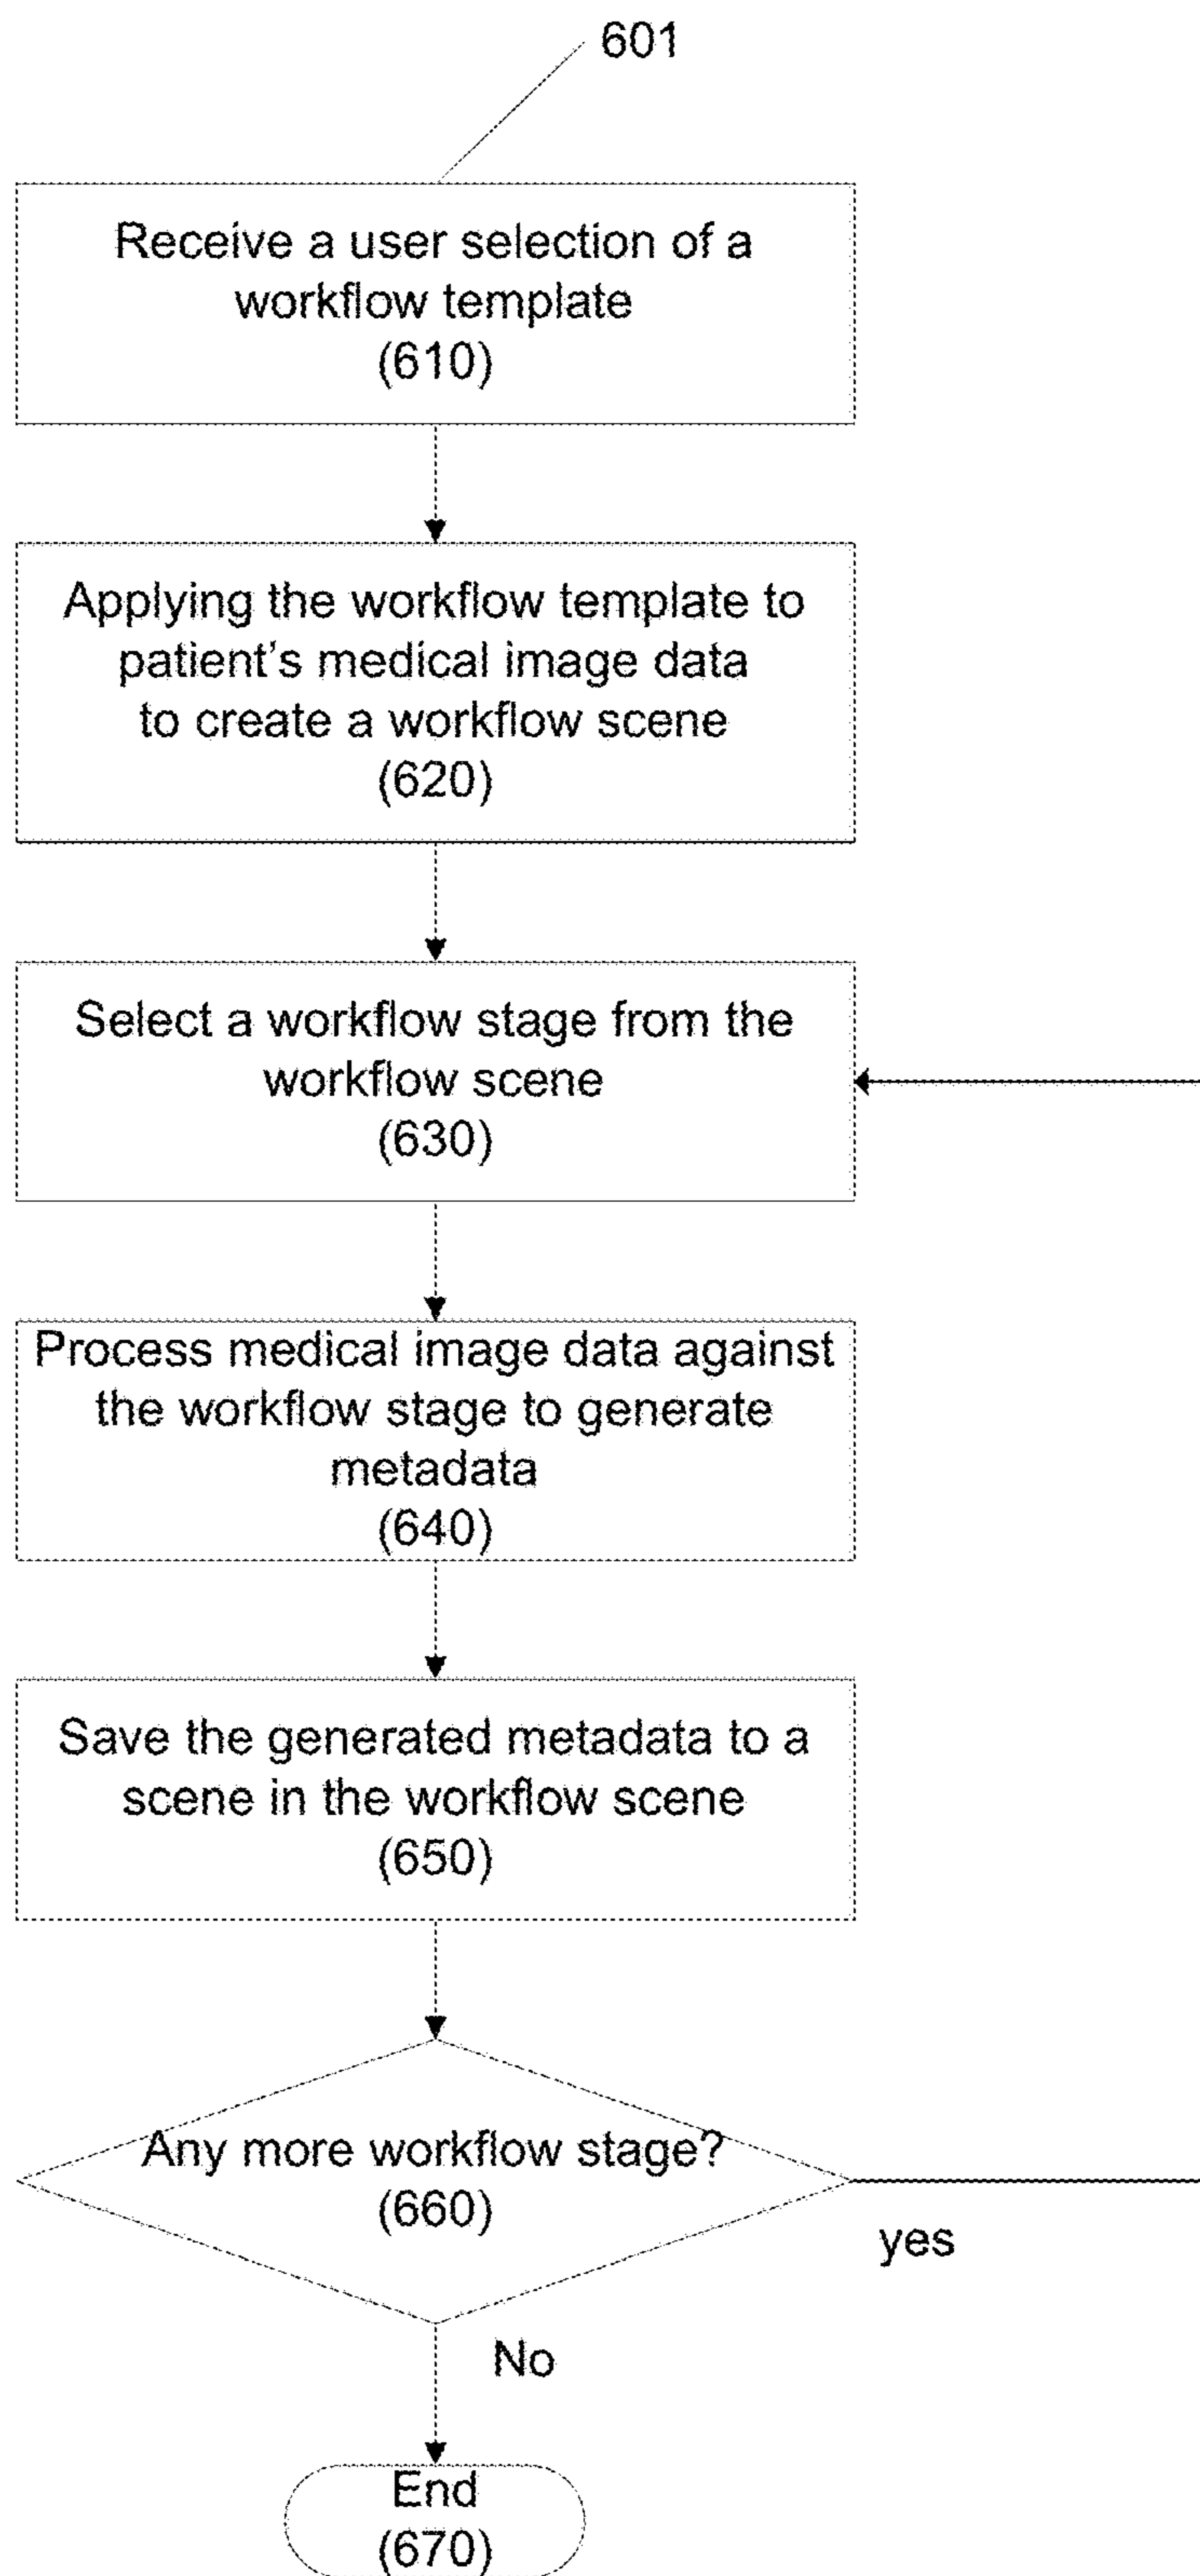 601
Receive a user selection of a
workflow template
(610)
Applying the workflow template to
patient's medical image data
to create a workflow scene
(620)
Select a workflow stage from the
workflow scene
(630)
Process medical image data against
the workflow stage to generate
metadata
(640)
Save the generated metadata to a
scene in the workflow scene
(650)
Any more workflow stage?
(660)
yes
No
End
(670)